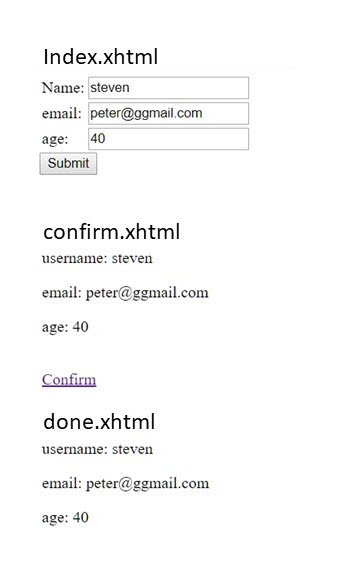 Index.xhtml
Name: steven
email: peter@ggmail.com
age: 40
Submit
confirm.xhtml
username: steven
email: peter@ggmail.com
age: 40
Confirm
done.xhtml
username: steven
email: peter@ggmail.com
age: 40